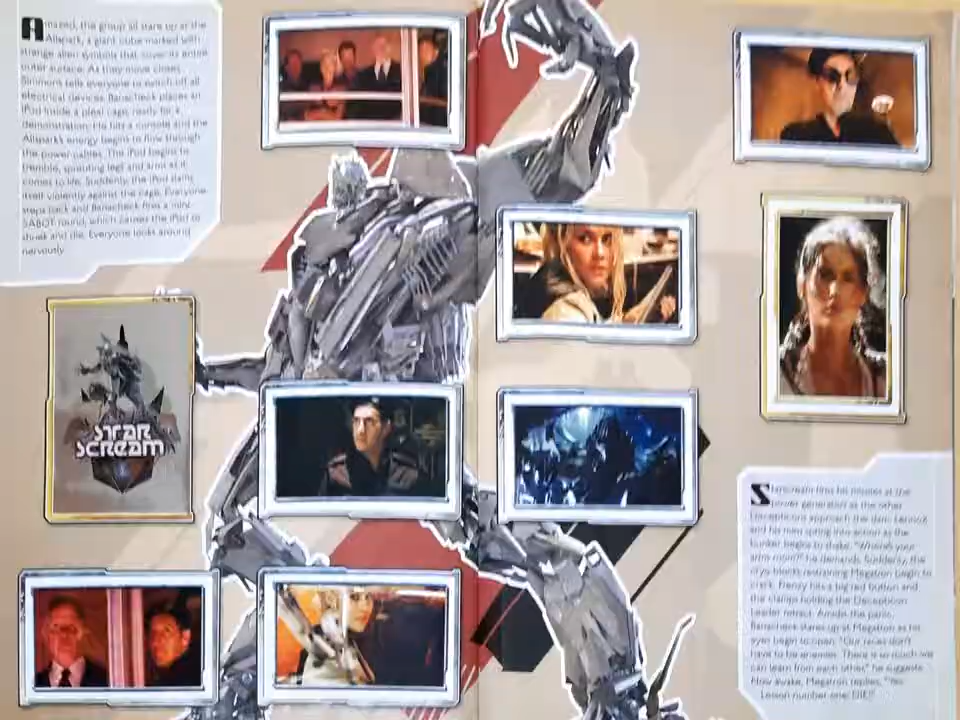 Amazed, the group all stare up at the
Allspark, a giant cube marked with
strange alien symbols that cover its entire
outer surface. As they move closer,
Simmons tells everyone to switch off all
electrical devices. Banacheck places an
iPod inside a plexi cage, ready for a
demonstration. He hits a console and the
Allspark's energy begins to flow through
the power cables. The iPod begins to
tremble, sprouting legs and arms as it
comes to life. Suddenly, the iPod slams
itself violently against the cage. Everyone
steps back and Banacheck fires a mini
SABOT round, which causes the iPod to
shriek and die. Everyone looks around
nervously.
STAR
SCREAM
Starscream fires his missiles at the
power generation as the other
Decepticons approach the dam. Lennox
and his men spring into action as the
bunker begins to shake. "Where's your
arms room?" he demands. Suddenly, the
cryo blocks restraining Megatron begin to
crack. Frenzy hits a big red button and
the clamps holding the Decepticon
Leader retract. Amidst the panic,
Banacheck stares up at Megatron as his
eyes begin to open. "Our races don't
have to be enemies. There is so much we
can learn from each other," he suggests.
Now awake, Megatron replies, "Yes.
Lesson number one: DIE!"